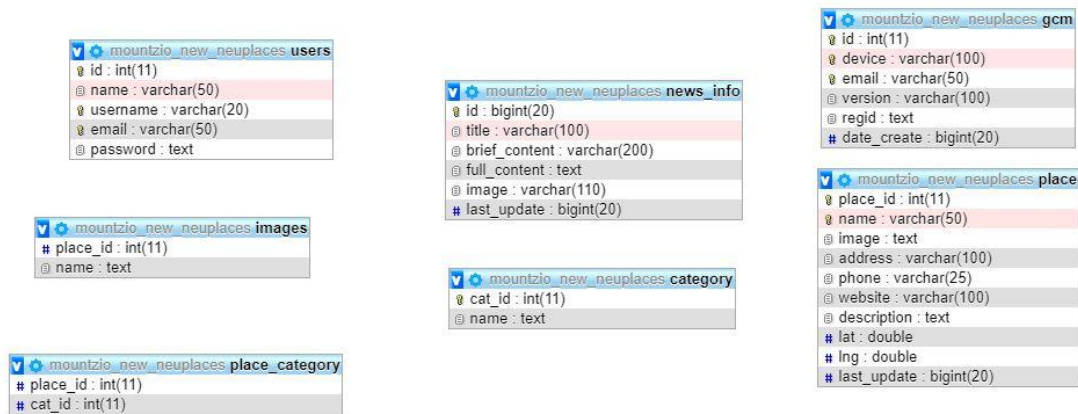 mountzio_new_neuplaces users
id : int(11)
name : varchar(50)
username : varchar(20)
email : varchar(50)
password : text
mountzio_new_neuplaces images
# place_id : int(11)
name : text
mountzio_new_neuplaces place_category
# place_id : int(11)
# cat_id : int(11)
mountzio_new_neuplaces news_info
id : bigint(20)
title : varchar(100)
brief_content : varchar(200)
full_content : text
image : varchar(110)
# last_update : bigint(20)
mountzio_new_neuplaces category
cat_id : int(11)
name : text
mountzio_new_neuplaces gcm
id : int(11)
device : varchar(100)
email : varchar(50)
version : varchar(100)
regid : text
# date_create : bigint(20)
mountzio_new_neuplaces place
place_id : int(11)
name : varchar(50)
image : text
address : varchar(100)
phone : varchar(25)
website : varchar(100)
description : text
# lat : double
# lng : double
# last_update : bigint(20)